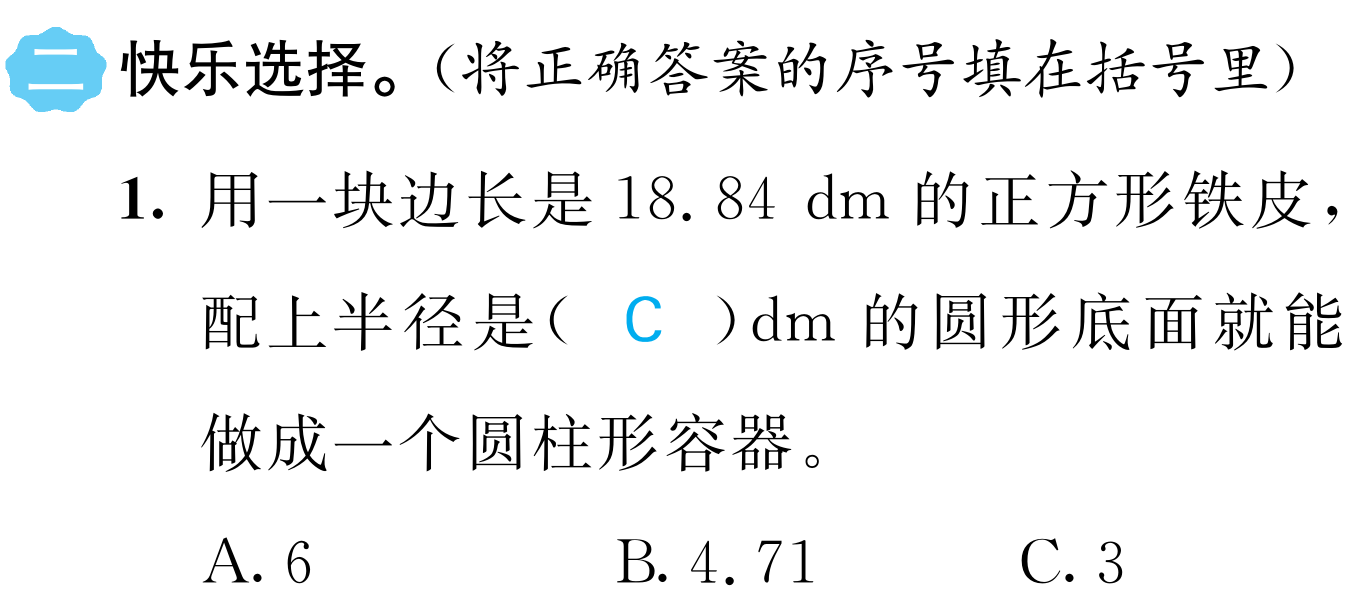 二 快乐选择。(将正确答案的序号填在括号里)
1. 用一块边长是 18.84 dm 的正方形铁皮,
配上半径是( C )dm 的圆形底面就能
做成一个圆柱形容器。
A. 6 B. 4.71 C. 3